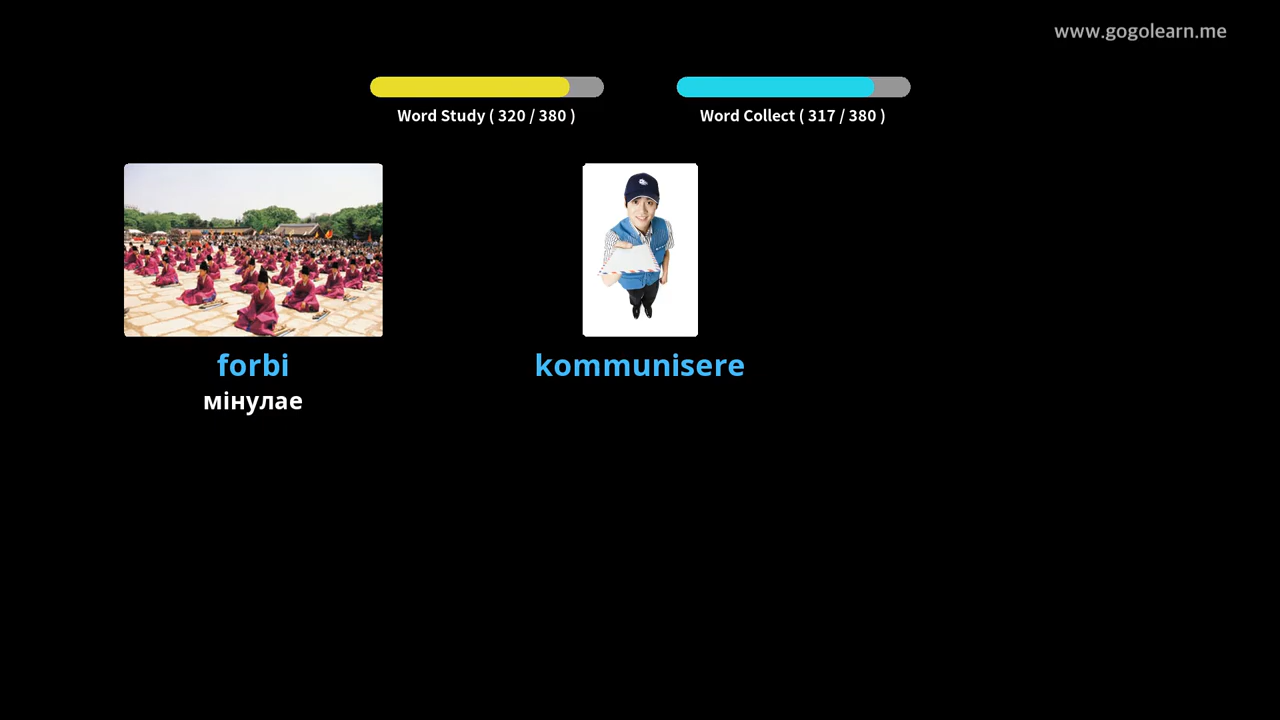 www.gogolearn.me
Word Study ( 320 / 380 )
Word Collect ( 317 / 380 )
forbi
мінулае
kommunisere